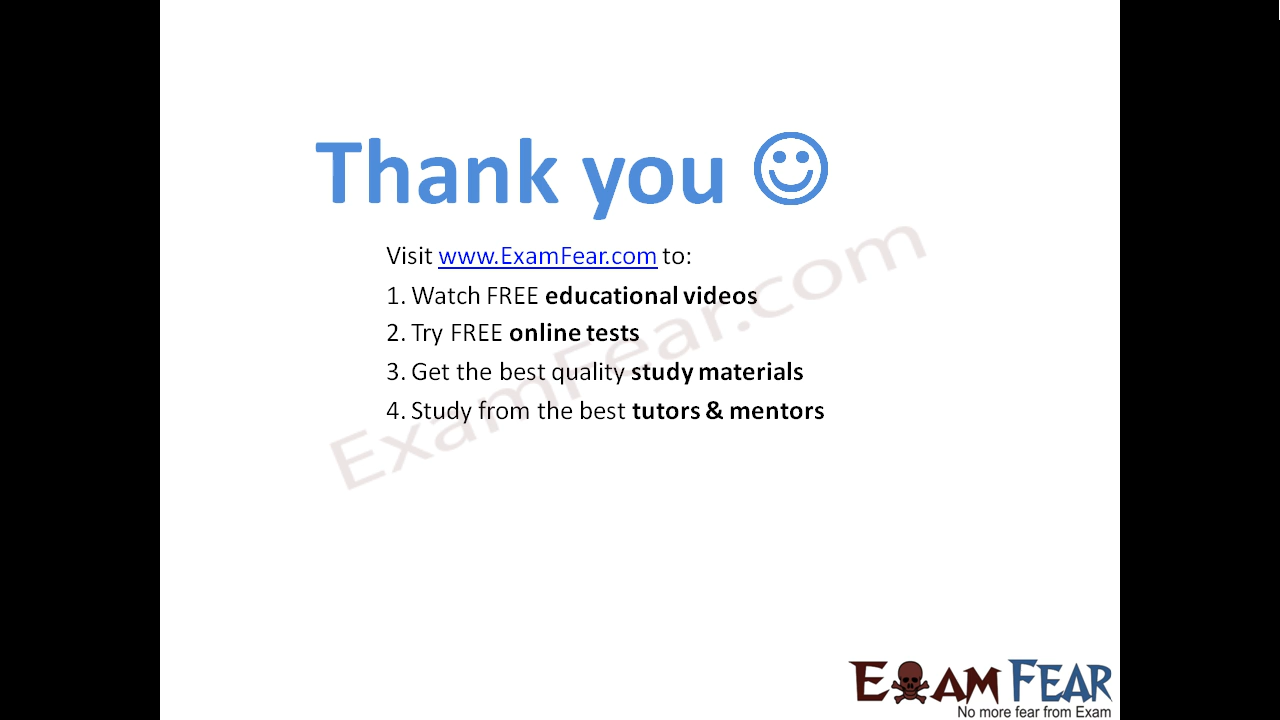 Thank you ☺
Visit www.ExamFear.com to:
1. Watch FREE educational videos
2. Try FREE online tests
3. Get the best quality study materials
4. Study from the best tutors & mentors
ExamFear.com
EXAM FEAR
No more fear from Exam